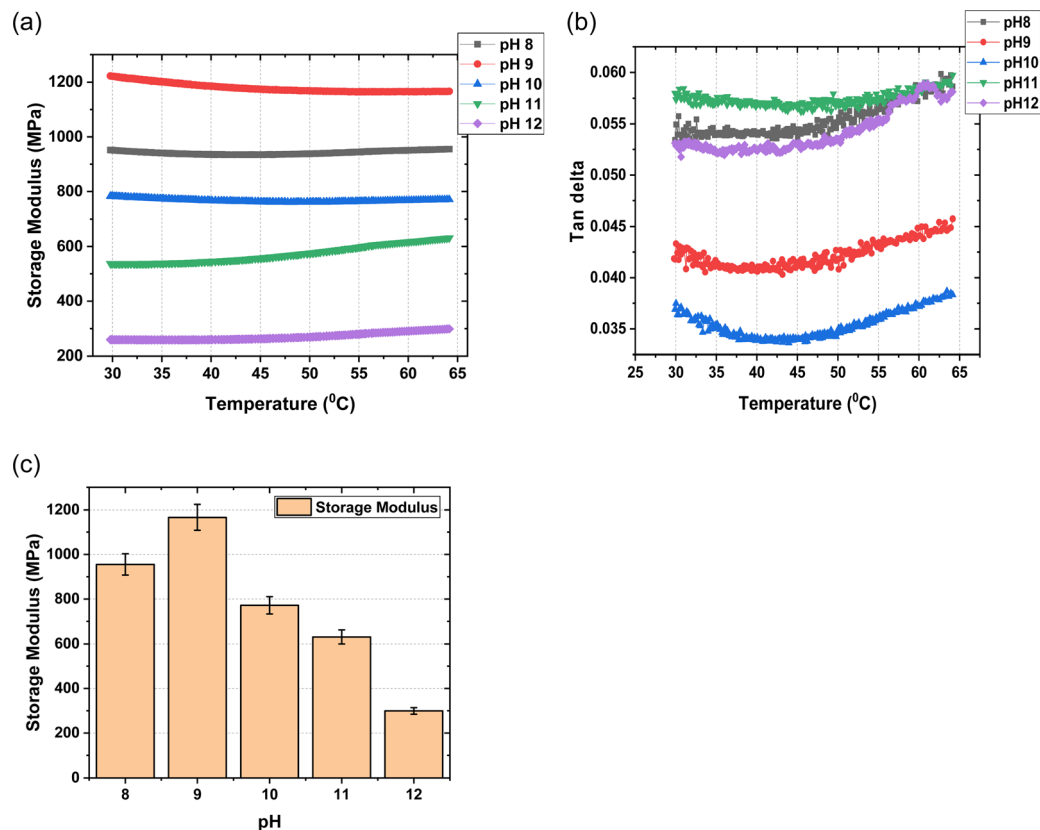 (a)
pH 8
pH 9
pH 10
pH 11
pH 12
1200
1000
800
600
400
200
Storage Modulus (MPa)
30 35 40 45 50 55 60 65
Temperature (⁰C)
(b)
pH8
pH9
pH10
pH11
pH12
0.060
0.055
0.050
0.045
0.040
0.035
Tan delta
25 30 35 40 45 50 55 60 65
Temperature (⁰C)
(c)
Storage Modulus
1200
1000
800
600
400
200
0
Storage Modulus (MPa)
8 9 10 11 12
pH